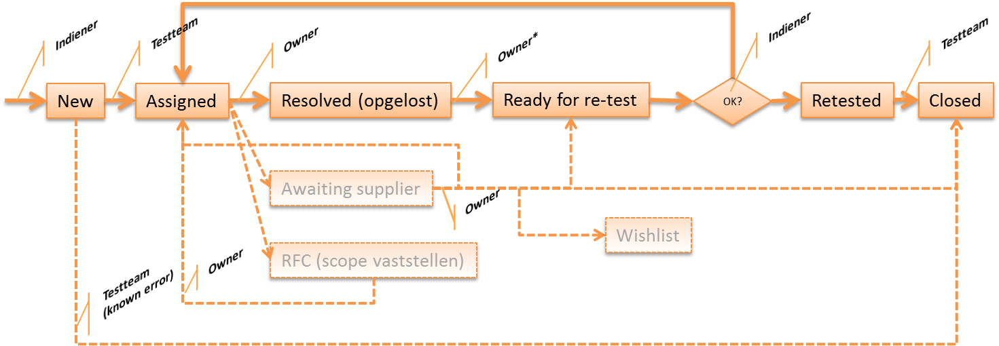 Indiener
Testteam
Owner
Owner*
Indiener
Testteam
New
Assigned
Resolved (opgelost)
Ready for re-test
OK?
Retested
Closed
Awaiting supplier
Owner
Wishlist
RFC (scope vaststellen)
Owner
Testteam
(known error)